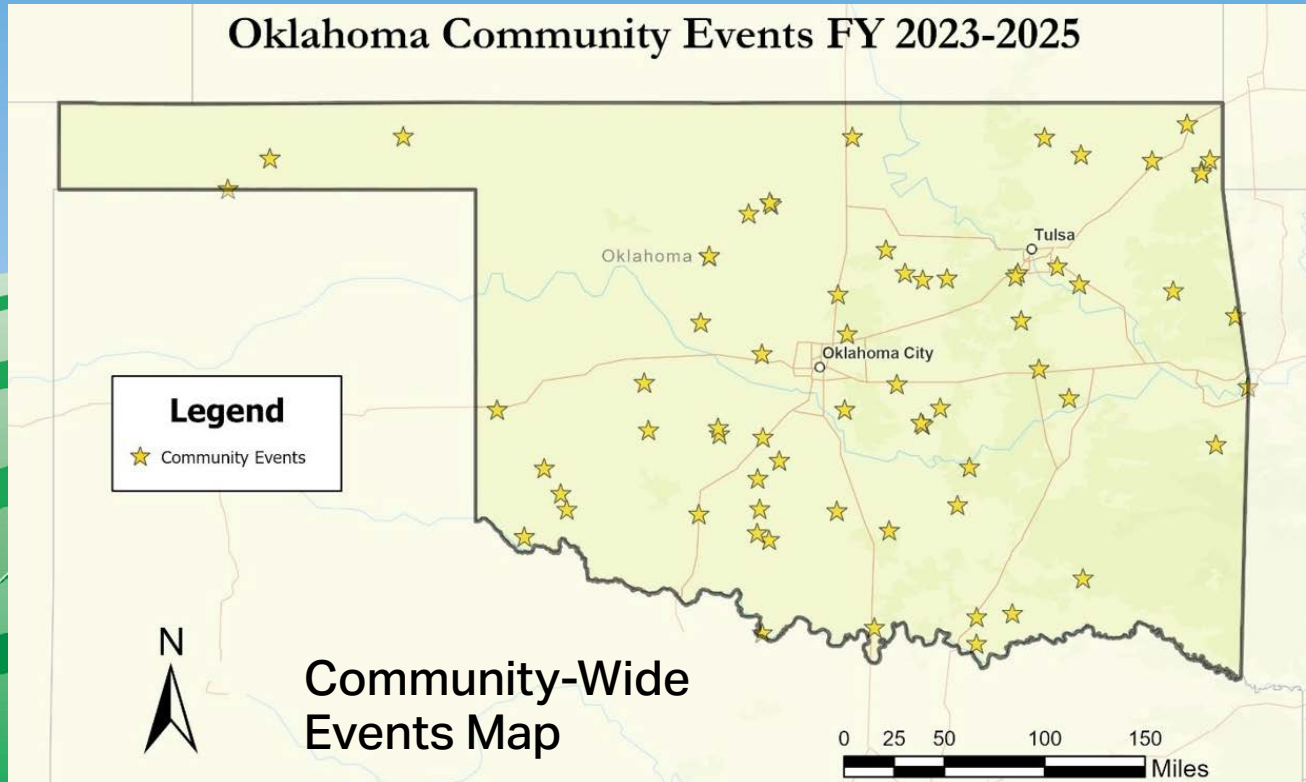 Oklahoma Community Events FY 2023-2025
Tulsa
Oklahoma
Oklahoma City
Legend
Community Events
N
Community-Wide
Events Map
0 25 50 100 150
Miles